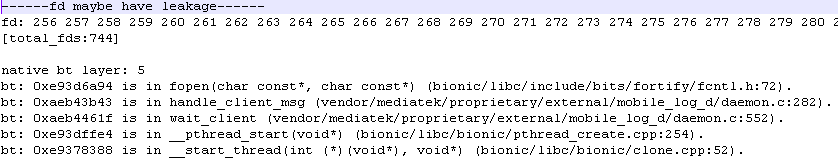 ------fd maybe have leakage------
fd: 256 257 258 259 260 261 262 263 264 265 266 267 268 269 270 271 272 273 274 275 276 277 278 279 280 2
[total_fds:744]
native bt layer: 5
bt: 0xe93d6a94 is in fopen(char const*, char const*) (bionic/libc/include/bits/fortify/fcntl.h:72).
bt: 0xaeb43b43 is in handle_client_msg (vendor/mediatek/proprietary/external/mobile_log_d/daemon.c:282).
bt: 0xaeb4461f is in wait_client (vendor/mediatek/proprietary/external/mobile_log_d/daemon.c:552).
bt: 0xe93dffe4 is in __pthread_start(void*) (bionic/libc/bionic/pthread_create.cpp:254).
bt: 0xe9378388 is in __start_thread(int (*)(void*), void*) (bionic/libc/bionic/clone.cpp:52).